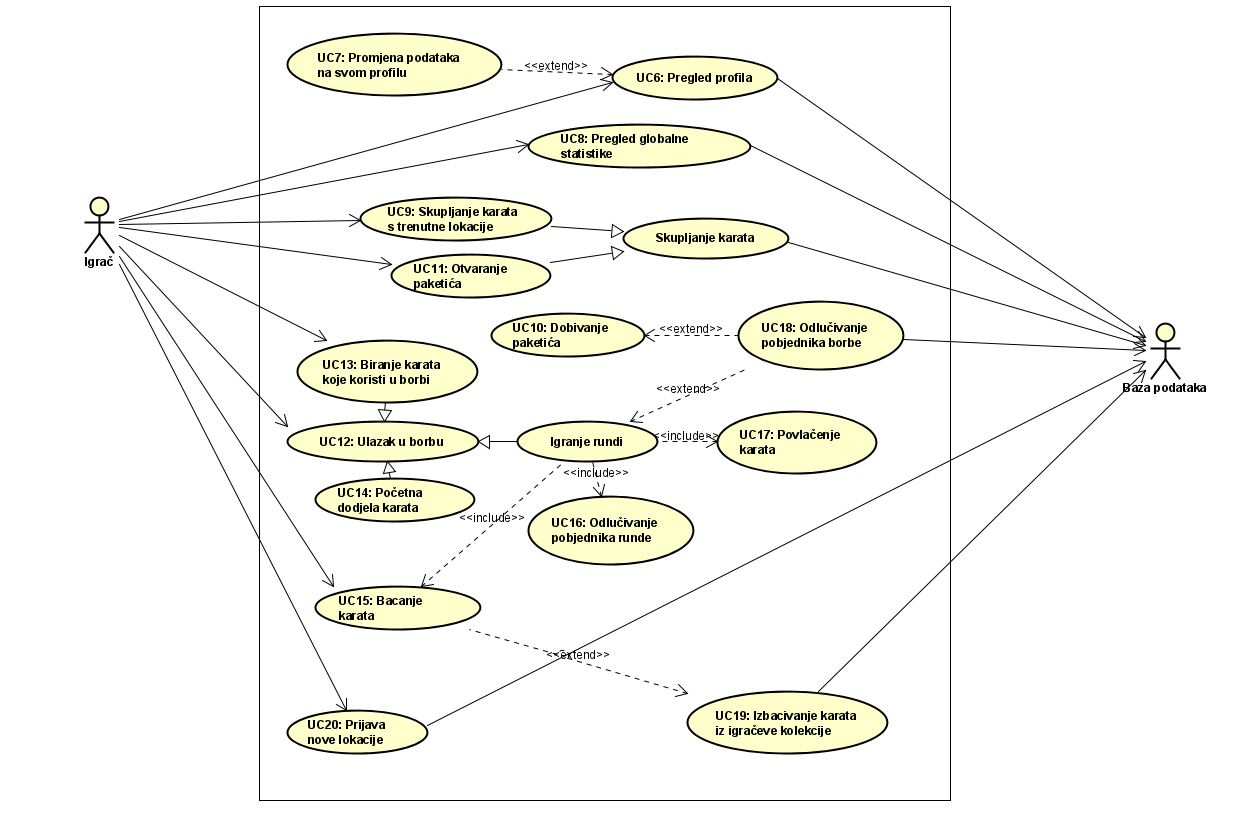 UC7: Promjena podataka
na svom profilu
<<extend>>
UC6: Pregled profila
UC8: Pregled globalne
statistike
UC9: Skupljanje karata
s trenutne lokacije
Skupljanje karata
Igrač
UC11: Otvaranje
paketića
UC10: Dobivanje
paketića
<<extend>>
UC18: Odlučivanje
pobjednika borbe
Baza podataka
UC13: Biranje karata
koje koristi u borbi
<<extend>>
UC12: Ulazak u borbu
Igranje rundi
<<include>>
UC17: Povlačenje
karata
<<include>>
UC14: Početna
dodjela karata
<<include>>
UC16: Odlučivanje
pobjednika runde
UC15: Bacanje
karata
<<extend>>
UC20: Prijava
nove lokacije
UC19: Izbacivanje karata
iz igračeve kolekcije